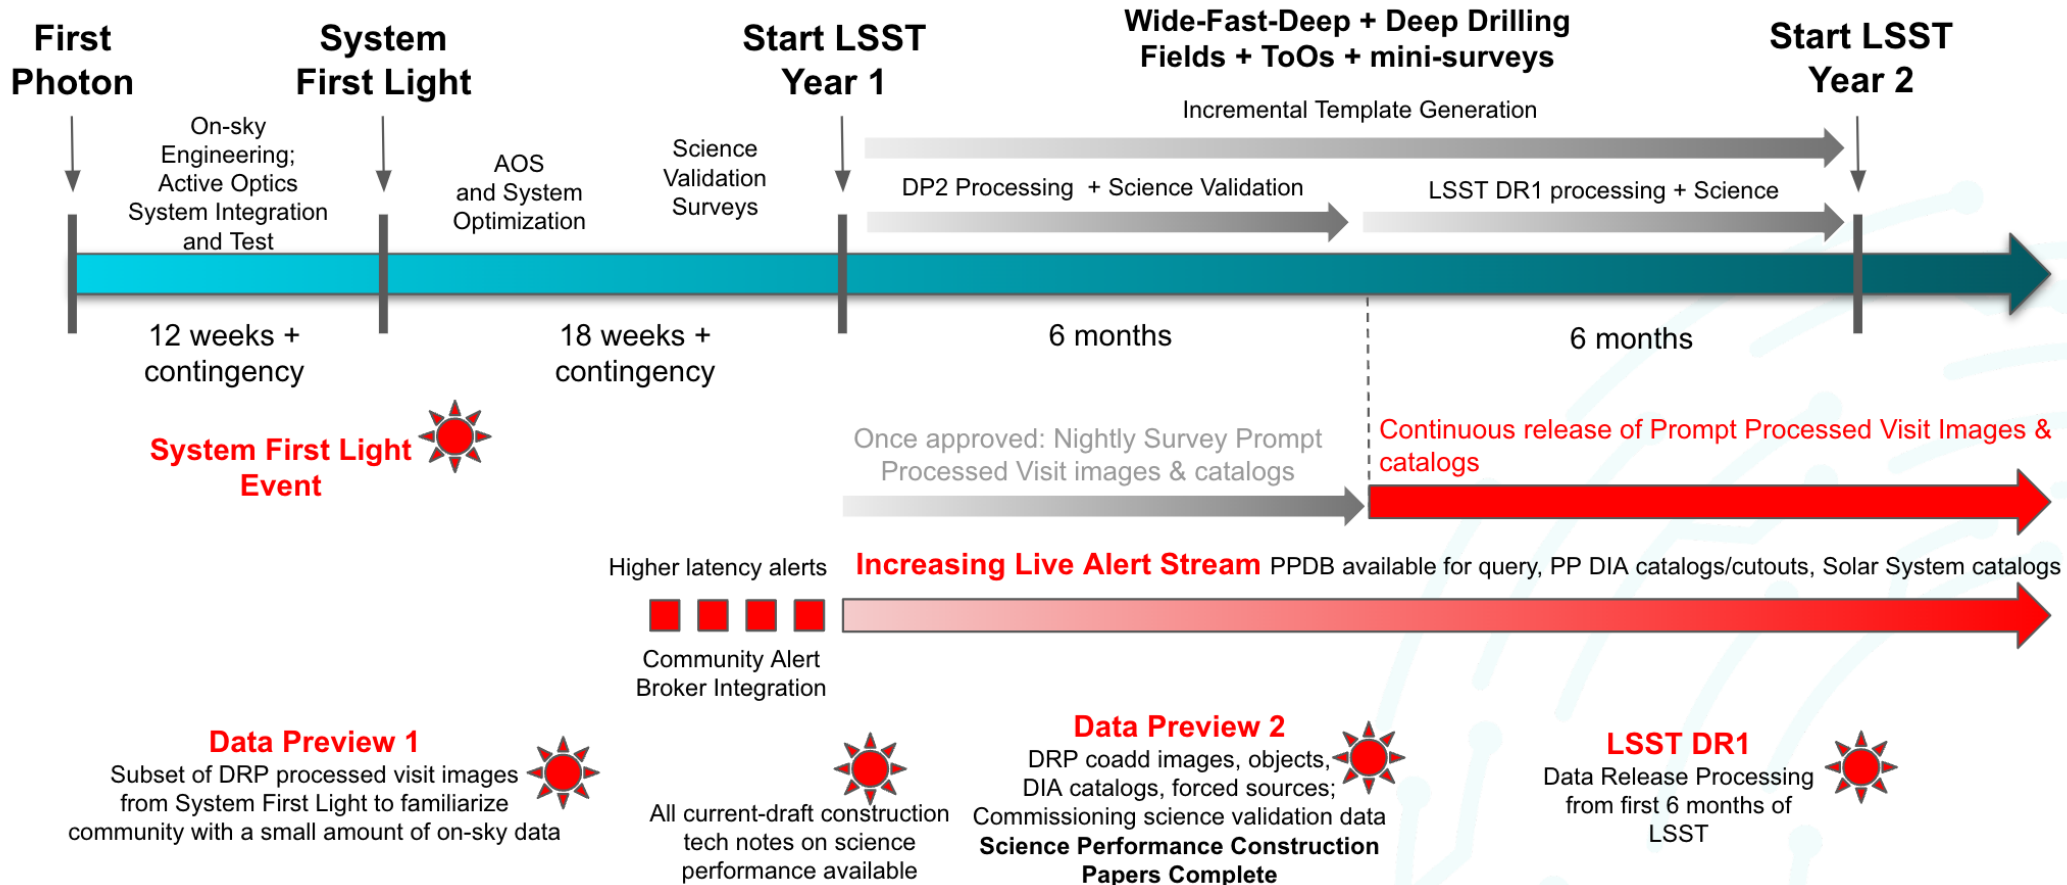 First
Photon
System
First Light
Start LSST
Year 1
Wide-Fast-Deep + Deep Drilling
Fields + ToOs + mini-surveys
Start LSST
Year 2
Incremental Template Generation
On-sky
Engineering;
Active Optics
System Integration
and Test
AOS
and System
Optimization
Science
Validation
Surveys
DP2 Processing + Science Validation
LSST DR1 processing + Science
12 weeks +
contingency
18 weeks +
contingency
6 months
6 months
System First Light
Event
Once approved: Nightly Survey Prompt
Processed Visit images & catalogs
Continuous release of Prompt Processed Visit Images &
catalogs
Higher latency alerts
Increasing Live Alert Stream PPDB available for query, PP DIA catalogs/cutouts, Solar System catalogs
Community Alert
Broker Integration
Data Preview 1
Subset of DRP processed visit images
from System First Light to familiarize
community with a small amount of on-sky data
All current-draft construction
tech notes on science
performance available
Data Preview 2
DRP coadd images, objects,
DIA catalogs, forced sources;
Commissioning science validation data
Science Performance Construction
Papers Complete
LSST DR1
Data Release Processing
from first 6 months of
LSST